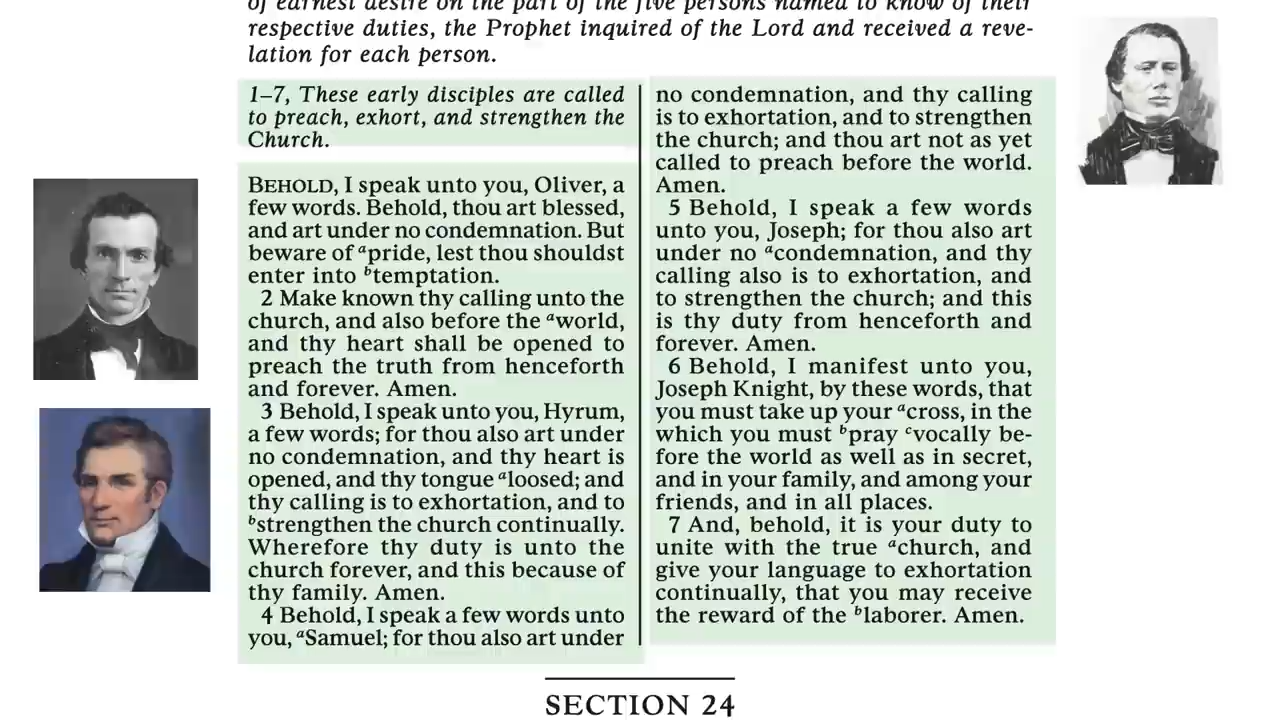 of earnest desire on the part of the five persons named to know of their
respective duties, the Prophet inquired of the Lord and received a reve-
lation for each person.
1–7, These early disciples are called
to preach, exhort, and strengthen the
Church.
BEHOLD, I speak unto you, Oliver, a
few words. Behold, thou art blessed,
and art under no condemnation. But
beware of ᵃpride, lest thou shouldst
enter into ᵇtemptation.
2 Make known thy calling unto the
church, and also before the ᵃworld,
and thy heart shall be opened to
preach the truth from henceforth
and forever. Amen.
3 Behold, I speak unto you, Hyrum,
a few words; for thou also art under
no condemnation, and thy heart is
opened, and thy tongue ᵃloosed; and
thy calling is to exhortation, and to
ᵇstrengthen the church continually.
Wherefore thy duty is unto the
church forever, and this because of
thy family. Amen.
4 Behold, I speak a few words unto
you, ᵃSamuel; for thou also art under
no condemnation, and thy calling
is to exhortation, and to strengthen
the church; and thou art not as yet
called to preach before the world.
Amen.
5 Behold, I speak a few words
unto you, Joseph; for thou also art
under no ᵃcondemnation, and thy
calling also is to exhortation, and
to strengthen the church; and this
is thy duty from henceforth and
forever. Amen.
6 Behold, I manifest unto you,
Joseph Knight, by these words, that
you must take up your ᵃcross, in the
which you must ᵇpray ᶜvocally be-
fore the world as well as in secret,
and in your family, and among your
friends, and in all places.
7 And, behold, it is your duty to
unite with the true ᵃchurch, and
give your language to exhortation
continually, that you may receive
the reward of the ᵇlaborer. Amen.
SECTION 24